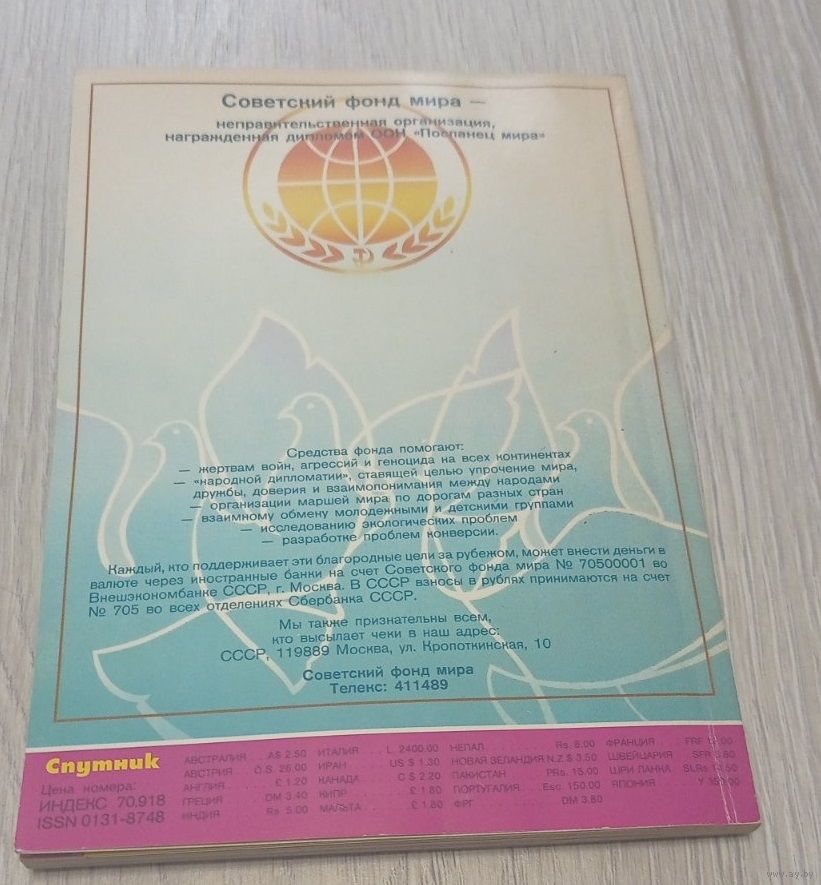 Советский фонд мира —
неправительственная организация,
награжденная дипломом ООН «Посланец мира»
Средства фонда помогают:
— жертвам войн, агрессий и геноцида на всех континентах
— «народной дипломатии», ставящей целью упрочение мира,
дружбы, доверия и взаимопонимания между народами
— организации маршей мира по дорогам разных стран
— взаимному обмену молодежными и детскими группами
— исследованию экологических проблем
— разработке проблем конверсии.
Каждый, кто поддерживает эти благородные цели за рубежом, может внести деньги в
валюте через иностранные банки на счет Советского фонда мира № 70500001 во
Внешэкономбанке СССР, г. Москва. В СССР взносы в рублях принимаются на счет
№ 705 во всех отделениях Сбербанка СССР.
Мы также признательны всем,
кто высылает чеки в наш адрес:
СССР, 119889 Москва, ул. Кропоткинская, 10
Советский фонд мира
Телекс: 411489
Спутник
Цена номера:
ИНДЕКС 70.918
ISSN 0131-8748
АВСТРАЛИЯ .. A$ 2.50
АВСТРИЯ ... Ö.S. 26.00
АНГЛИЯ ... £ 1.20
ГРЕЦИЯ ... DM 3.40
ИНДИЯ ... Rs 5.00
ИТАЛИЯ ... L. 2400.00
ИРАН ... US $ 1.30
КАНАДА ... C $ 2.20
КИПР ... £ 1.80
МАЛЬТА ... £ 1.80
НЕПАЛ ... Rs. 8.00
НОВАЯ ЗЕЛАНДИЯ N.Z.$ 3.50
ПАКИСТАН ... PRs. 15.00
ПОРТУГАЛИЯ ... Esc. 150.00
ФРГ ... DM 3.80
ФРАНЦИЯ ... FRF
ШВЕЙЦАРИЯ ... SFR
ШРИ ЛАНКА .. SLRs
ЯПОНИЯ ... Y
www.ay.by